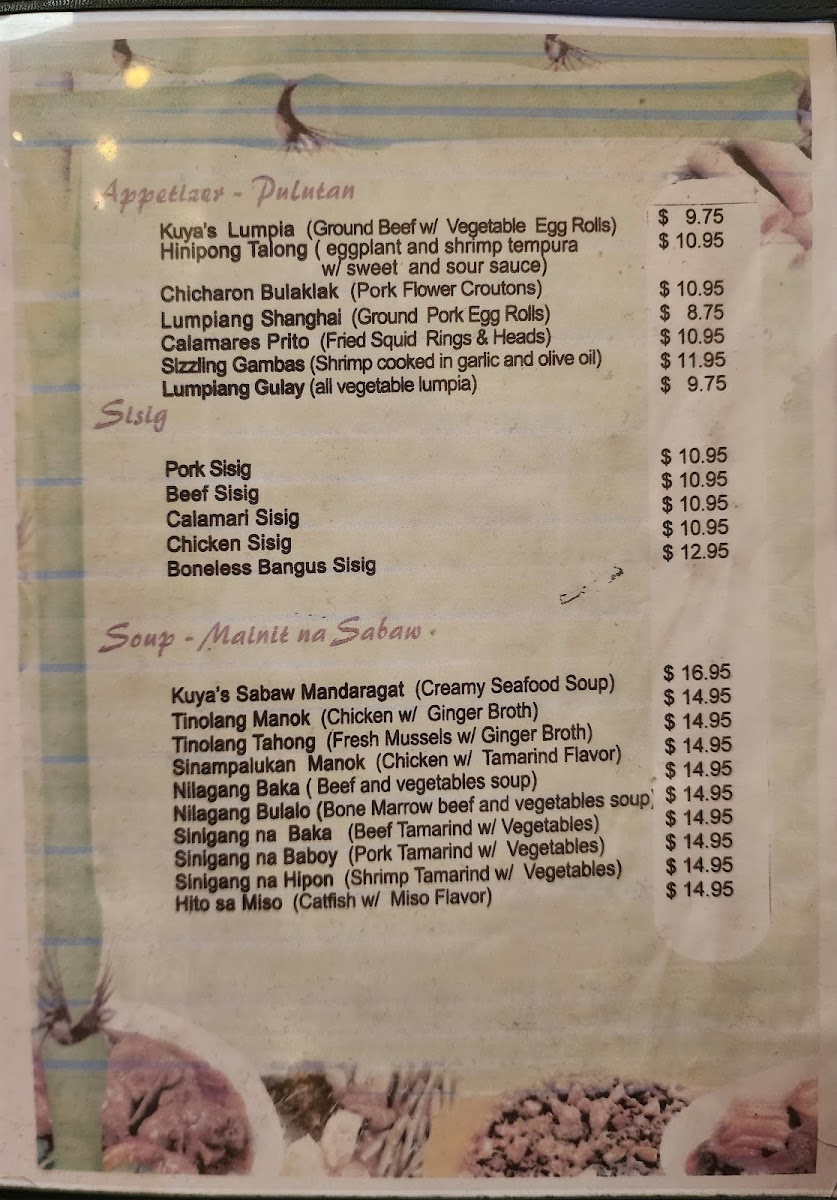 Appetizer - Pulutan
Kuya's Lumpia (Ground Beef w/ Vegetable Egg Rolls) $ 9.75
Hinipong Talong ( eggplant and shrimp tempura $ 10.95
w/ sweet and sour sauce)
Chicharon Bulaklak (Pork Flower Croutons) $ 10.95
Lumpiang Shanghai (Ground Pork Egg Rolls) $ 8.75
Calamares Prito (Fried Squid Rings & Heads) $ 10.95
Sizzling Gambas (Shrimp cooked in garlic and olive oil) $ 11.95
Lumpiang Gulay (all vegetable lumpia) $ 9.75
Sisig
Pork Sisig $ 10.95
Beef Sisig $ 10.95
Calamari Sisig $ 10.95
Chicken Sisig $ 10.95
Boneless Bangus Sisig $ 12.95
Soup - Mainit na Sabaw .
Kuya's Sabaw Mandaragat (Creamy Seafood Soup) $ 16.95
Tinolang Manok (Chicken w/ Ginger Broth) $ 14.95
Tinolang Tahong (Fresh Mussels w/ Ginger Broth) $ 14.95
Sinampalukan Manok (Chicken w/ Tamarind Flavor) $ 14.95
Nilagang Baka ( Beef and vegetables soup) $ 14.95
Nilagang Bulalo (Bone Marrow beef and vegetables soup) $ 14.95
Sinigang na Baka (Beef Tamarind w/ Vegetables) $ 14.95
Sinigang na Baboy (Pork Tamarind w/ Vegetables) $ 14.95
Sinigang na Hipon (Shrimp Tamarind w/ Vegetables) $ 14.95
Hito sa Miso (Catfish w/ Miso Flavor) $ 14.95